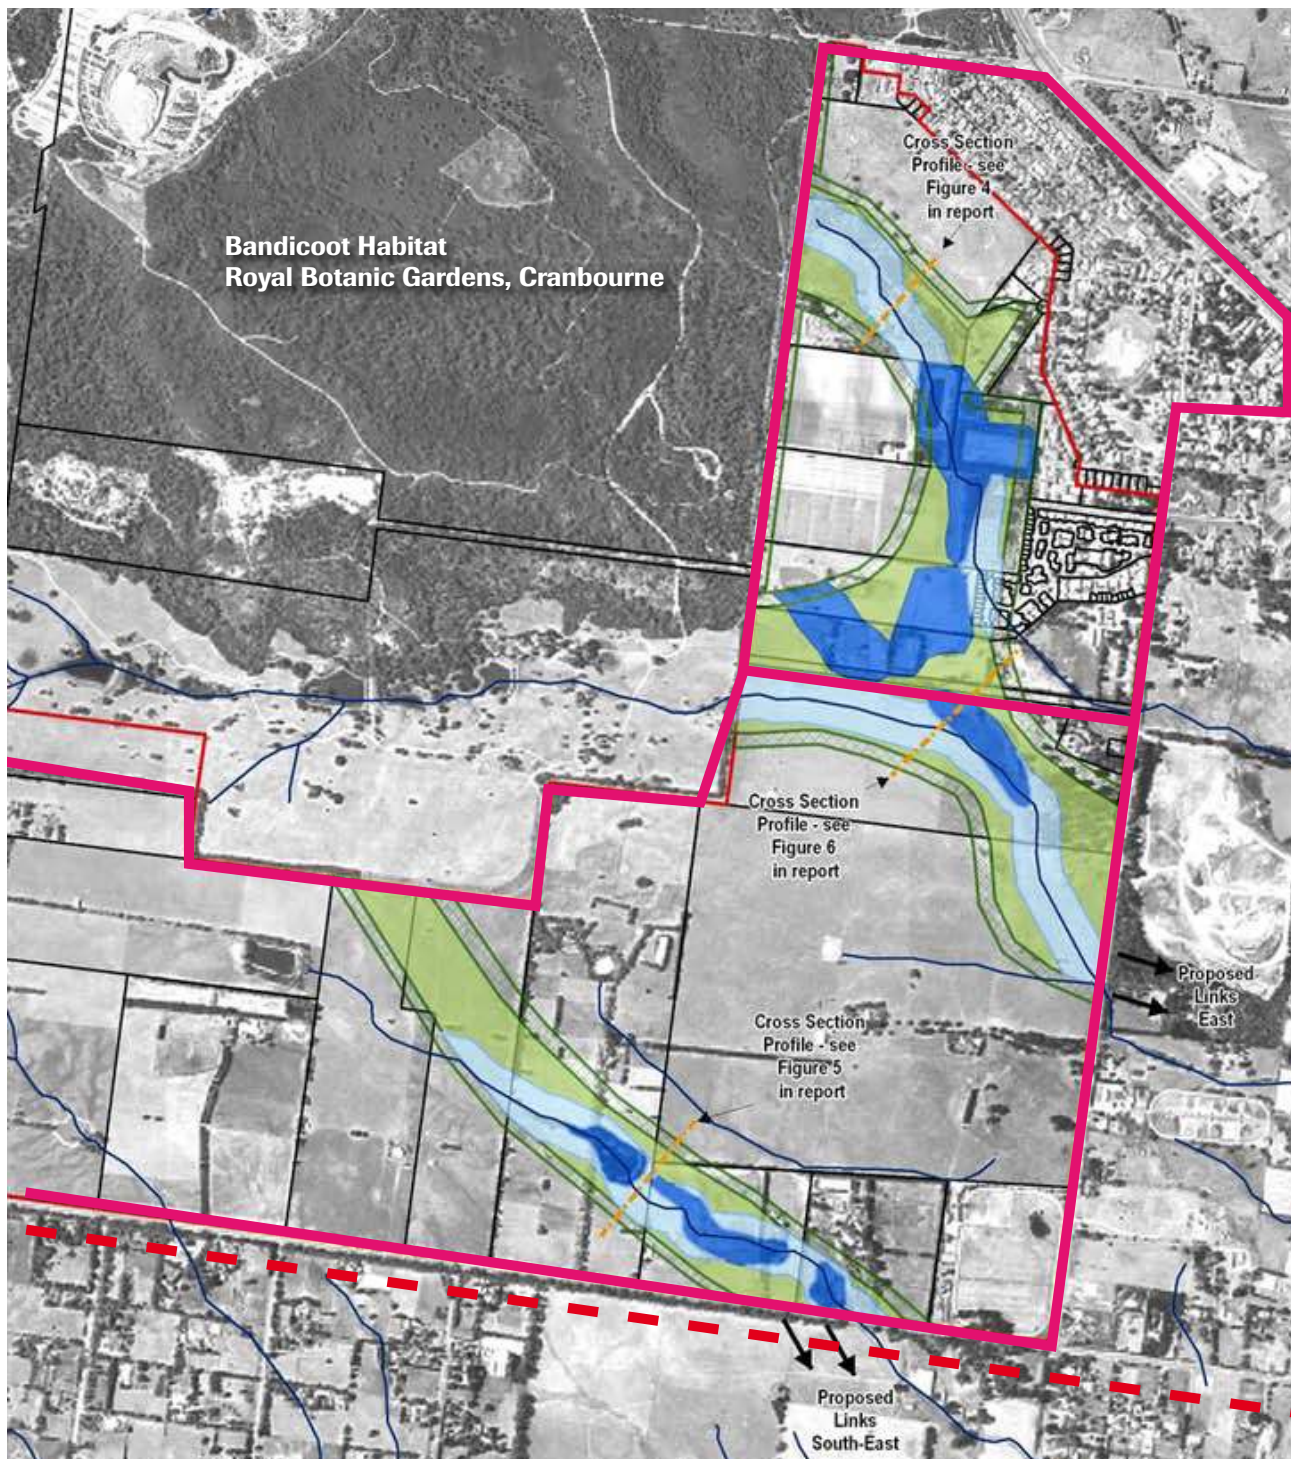 Cross Section
Profile - see
Figure 4
in report
Bandicoot Habitat
Royal Botanic Gardens, Cranbourne
Cross Section
Profile - see
Figure 6
in report
Proposed
Links
East
Cross Section
Profile - see
Figure 5
in report
Proposed
Links
South-East